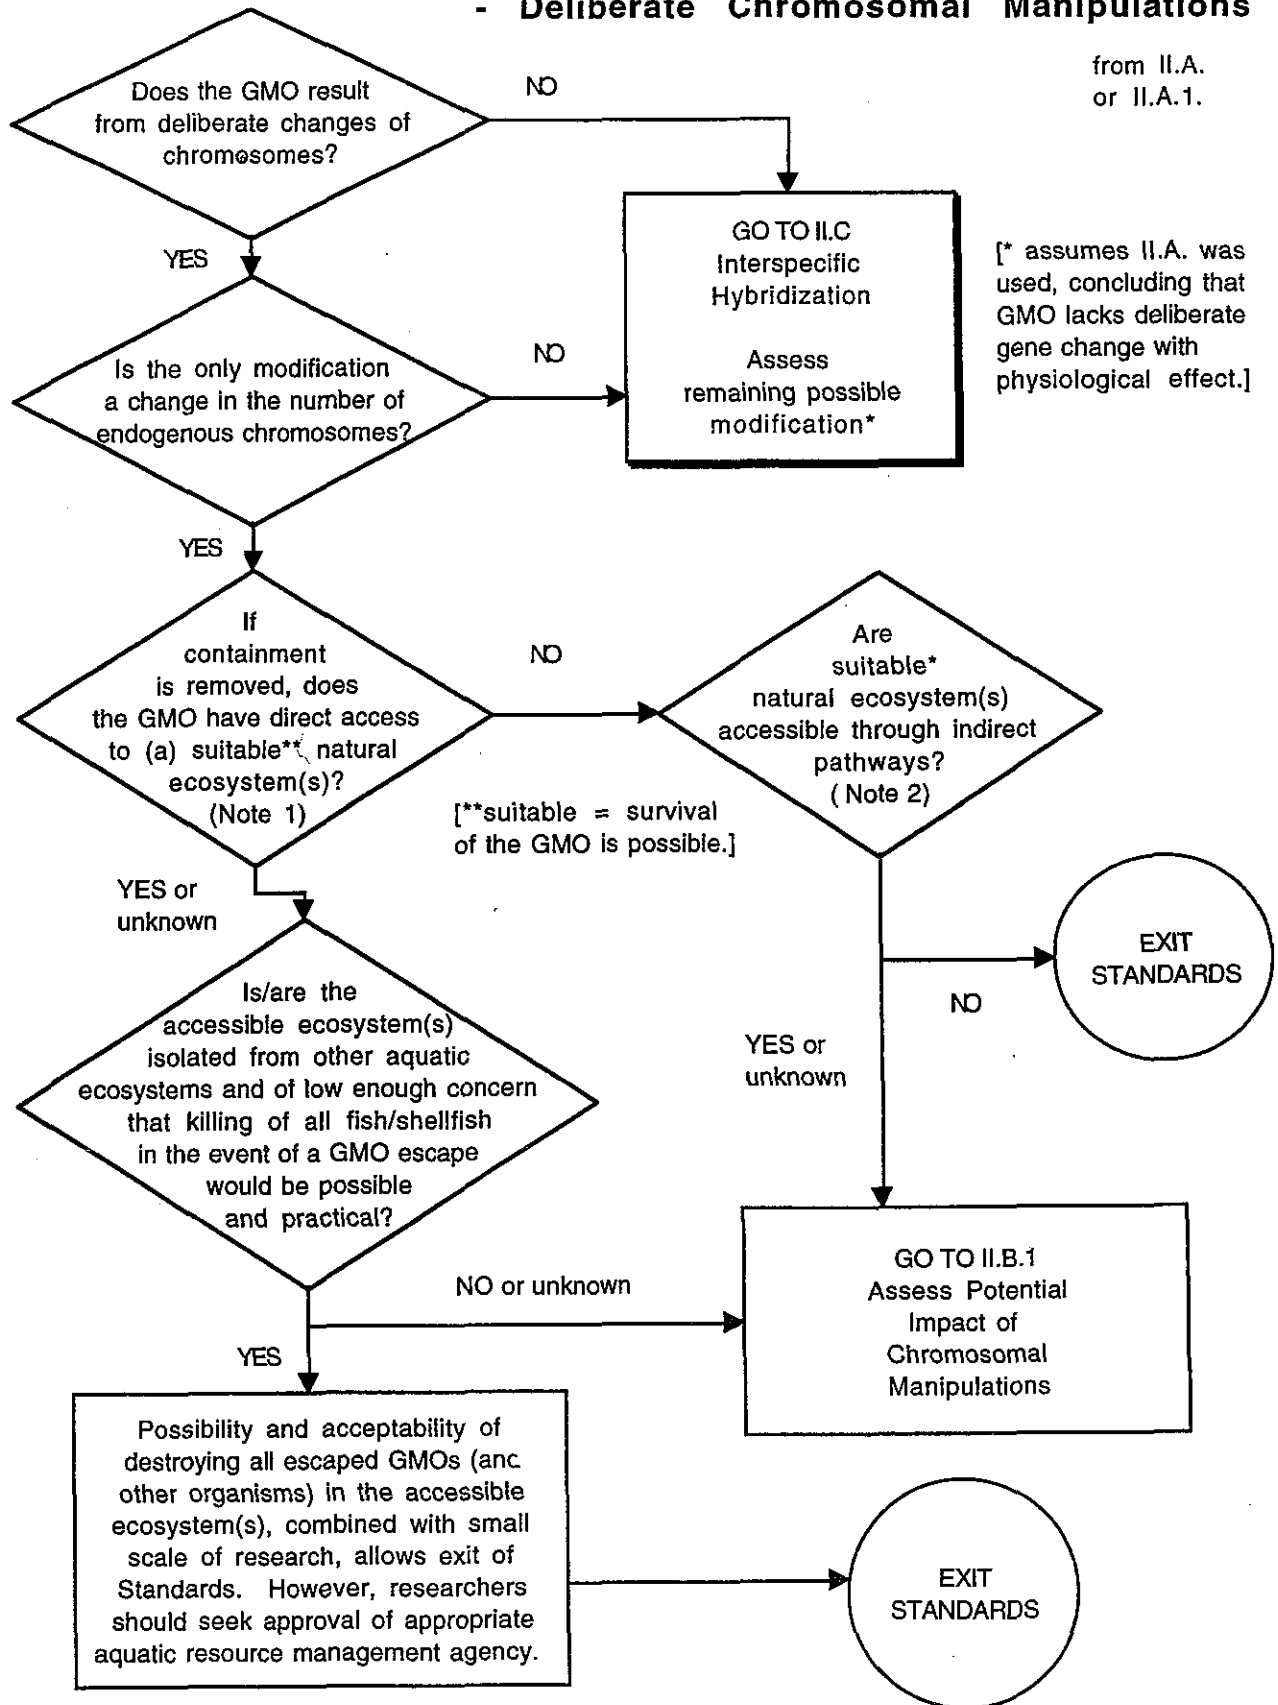 - Deliberate Chromosomal Manipulations
from II.A.
or II.A.1.
Does the GMO result
from deliberate changes of
chromosomes?
NO
YES
GO TO II.C
Interspecific
Hybridization
Assess
remaining possible
modification*
[* assumes II.A. was
used, concluding that
GMO lacks deliberate
gene change with
physiological effect.]
Is the only modification
a change in the number of
endogenous chromosomes?
NO
YES
If
containment
is removed, does
the GMO have direct access
to (a) suitable** natural
ecosystem(s)?
(Note 1)
NO
Are
suitable*
natural ecosystem(s)
accessible through indirect
pathways?
( Note 2)
[**suitable = survival
of the GMO is possible.]
YES or
unknown
EXIT
STANDARDS
NO
YES or
unknown
Is/are the
accessible ecosystem(s)
isolated from other aquatic
ecosystems and of low enough concern
that killing of all fish/shellfish
in the event of a GMO escape
would be possible
and practical?
NO or unknown
YES
GO TO II.B.1
Assess Potential
Impact of
Chromosomal
Manipulations
Possibility and acceptability of
destroying all escaped GMOs (anc
other organisms) in the accessible
ecosystem(s), combined with small
scale of research, allows exit of
Standards. However, researchers
should seek approval of appropriate
aquatic resource management agency.
EXIT
STANDARDS